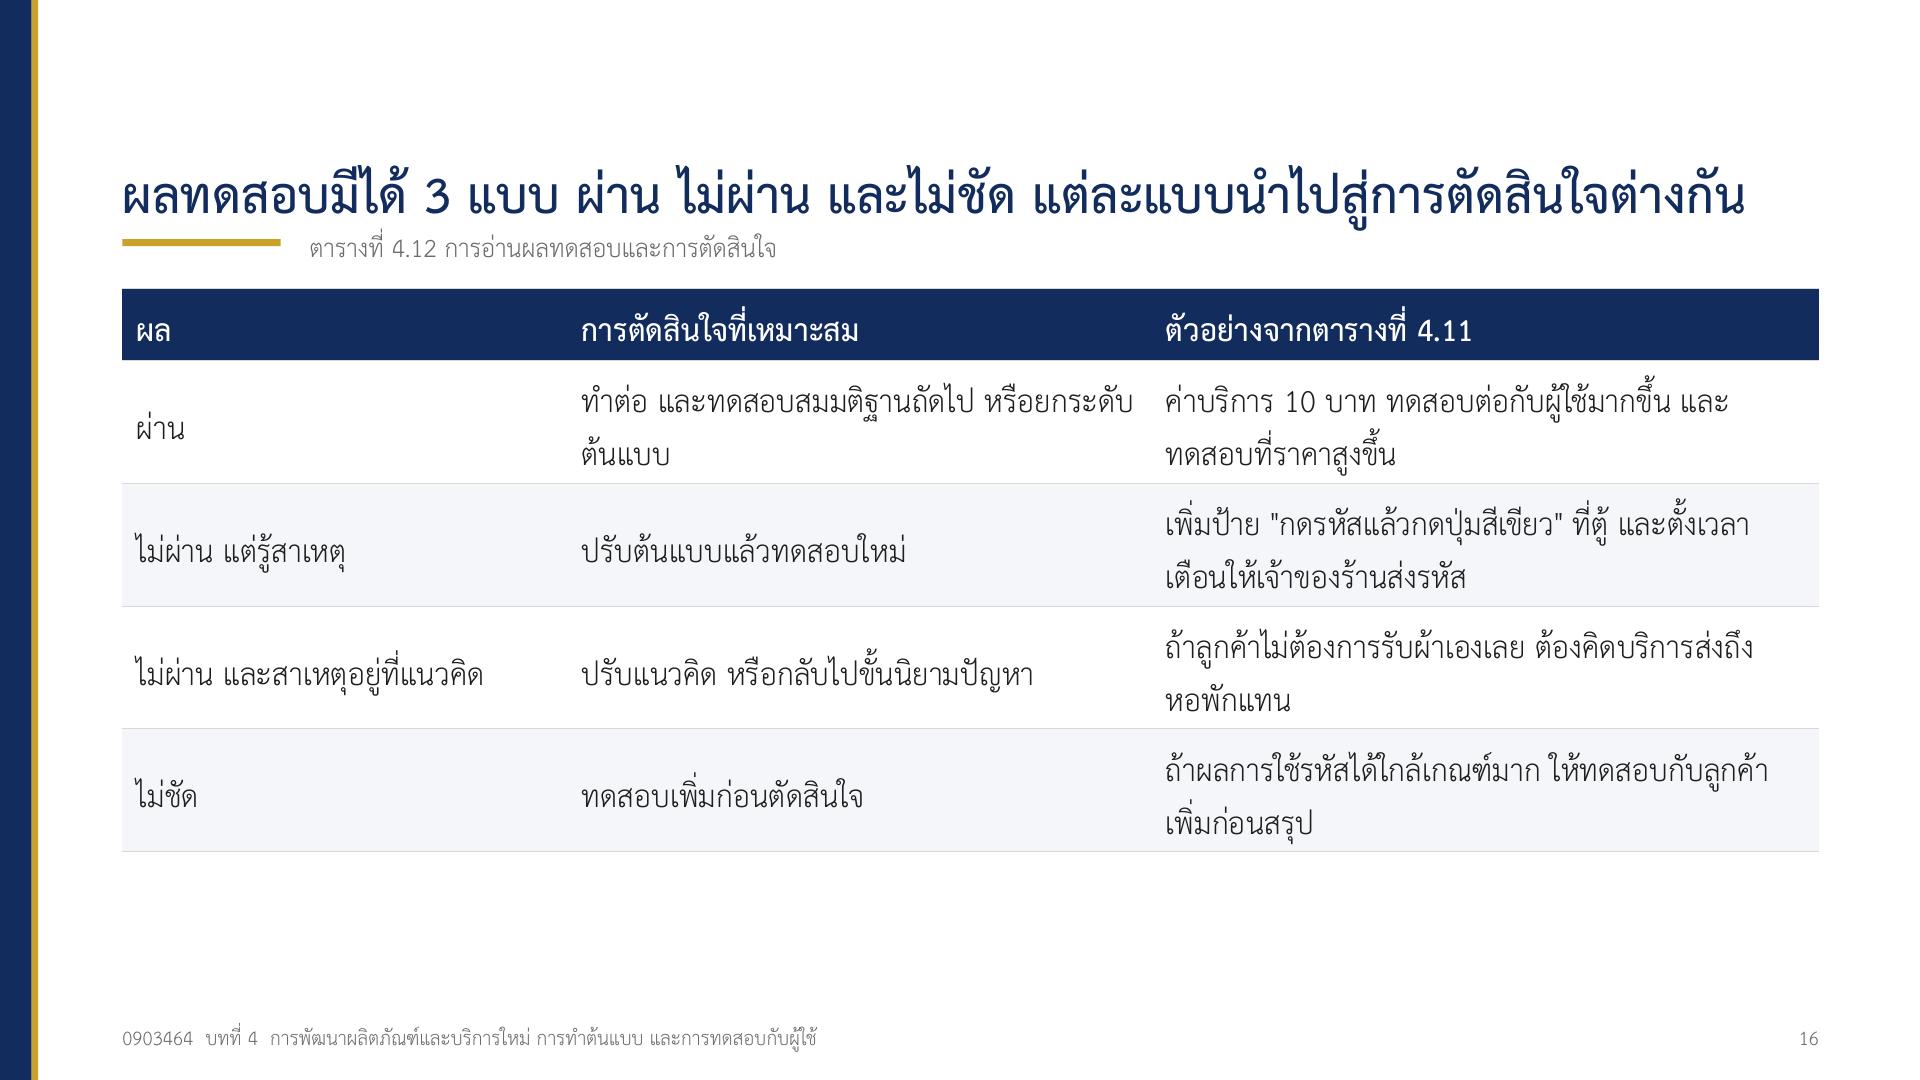 ผลทดสอบมีได้ 3 แบบ ผ่าน ไม่ผ่าน และไม่ชัด แต่ละแบบนำไปสู่การตัดสินใจต่างกัน
ตารางที่ 4.12 การอ่านผลทดสอบและการตัดสินใจ
ผล
การตัดสินใจที่เหมาะสม
ตัวอย่างจากตารางที่ 4.11
ผ่าน
ทำต่อ และทดสอบสมมติฐานถัดไป หรือยกระดับ
ต้นแบบ
ค่าบริการ 10 บาท ทดสอบต่อกับผู้ใช้มากขึ้น และ
ทดสอบที่ราคาสูงขึ้น
ไม่ผ่าน แต่รู้สาเหตุ
ปรับต้นแบบแล้วทดสอบใหม่
เพิ่มป้าย "กดรหัสแล้วกดปุ่มสีเขียว" ที่ตู้ และตั้งเวลา
เตือนให้เจ้าของร้านส่งรหัส
ไม่ผ่าน และสาเหตุอยู่ที่แนวคิด
ปรับแนวคิด หรือกลับไปขั้นนิยามปัญหา
ถ้าลูกค้าไม่ต้องการรับผ้าเองเลย ต้องคิดบริการส่งถึง
หอพักแทน
ไม่ชัด
ทดสอบเพิ่มก่อนตัดสินใจ
ถ้าผลการใช้รหัสได้ใกล้เกณฑ์มาก ให้ทดสอบกับลูกค้า
เพิ่มก่อนสรุป
0903464 บทที่ 4 การพัฒนาผลิตภัณฑ์และบริการใหม่ การทำต้นแบบ และการทดสอบกับผู้ใช้
16